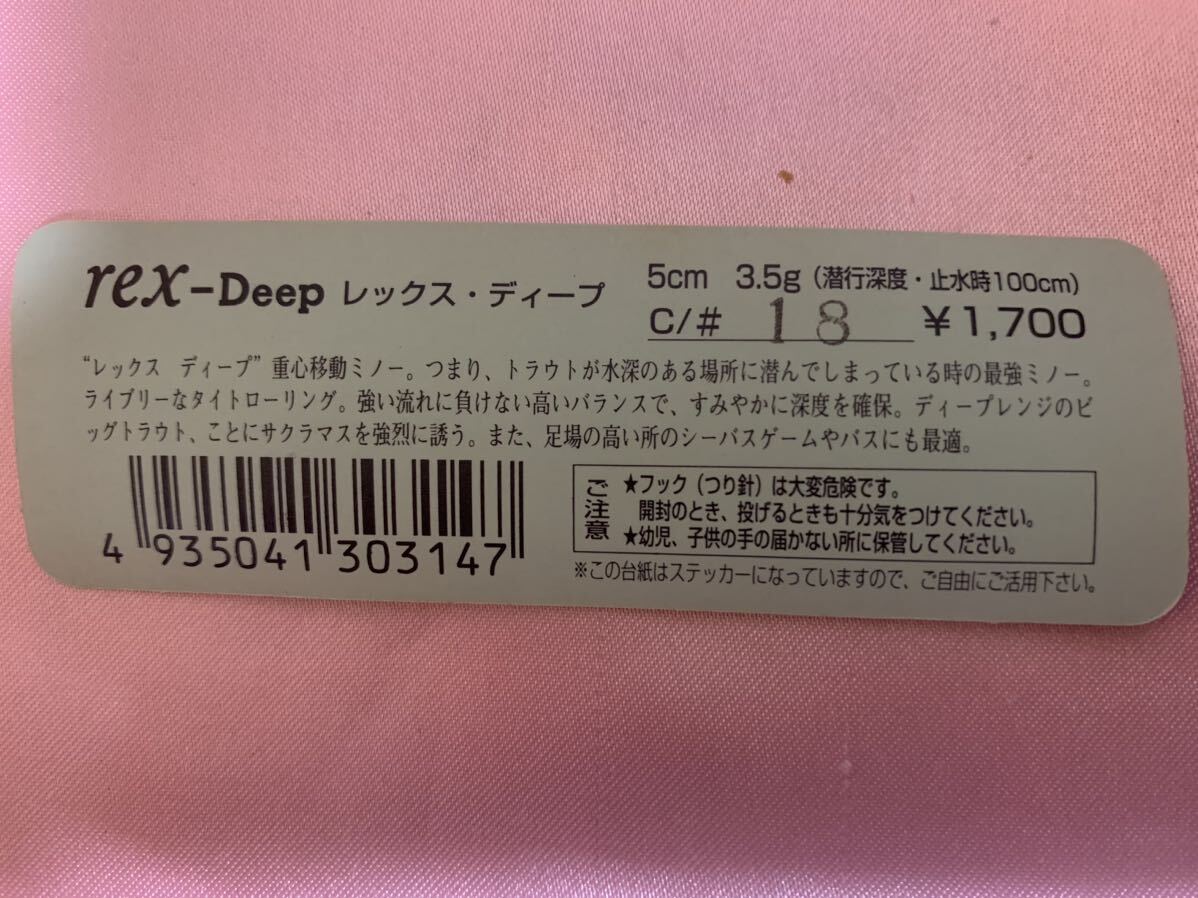 rex-Deep レックス・ディープ 5cm 3.5g（潜行深度・止水時100cm）
C/# 18 ￥1,700
“レックス ディープ”重心移動ミノー。つまり、トラウトが水深のある場所に潜んでしまっている時の最強ミノー。
ライブリーなタイトローリング。強い流れに負けない高いバランスで、すみやかに深度を確保。ディープレンジのビ
ッグトラウト、ことにサクラマスを強烈に誘う。また、足場の高い所のシーバスゲームやバスにも最適。
4 935041 303147
ご注意
★フック（つり針）は大変危険です。
開封のとき、投げるときも十分気をつけてください。
★幼児、子供の手の届かない所に保管してください。
※この台紙はステッカーになっていますので、ご自由にご活用下さい。